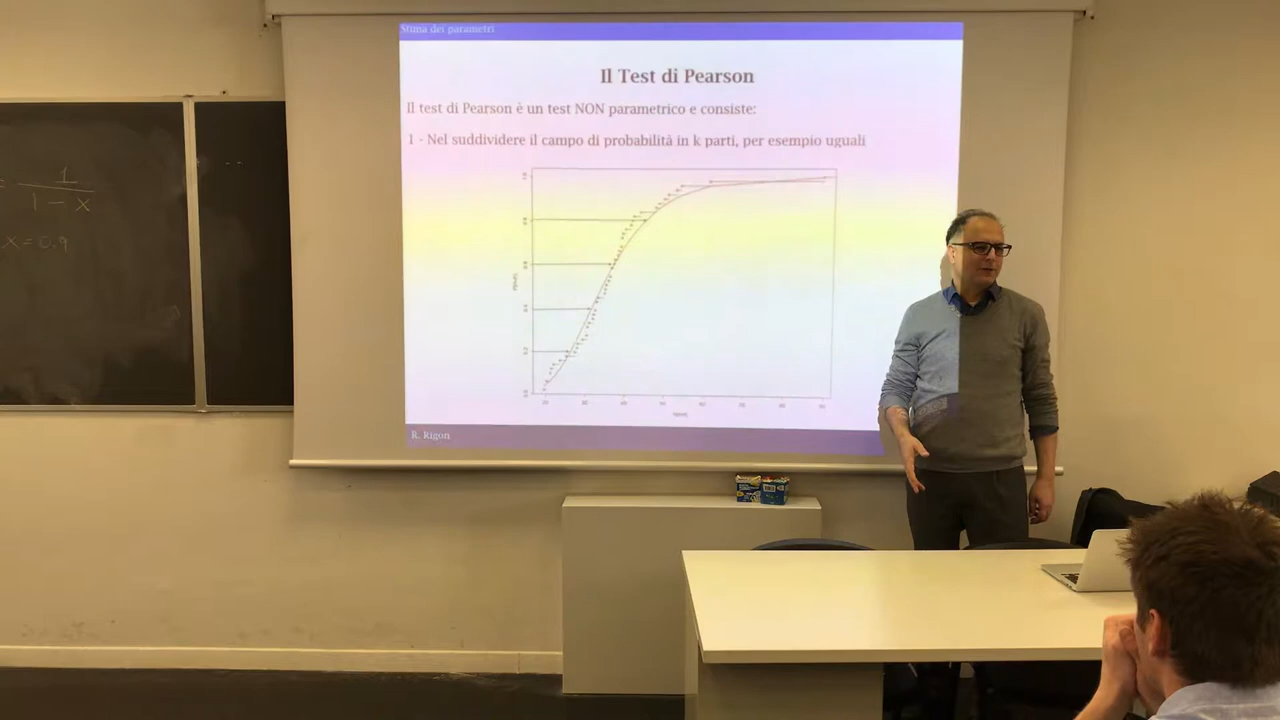 Stima dei parametri
Il Test di Pearson
Il test di Pearson è un test NON parametrico e consiste:
1 - Nel suddividere il campo di probabilità in k parti, per esempio uguali
R. Rigon
= 1
1 - x
x = 0.9